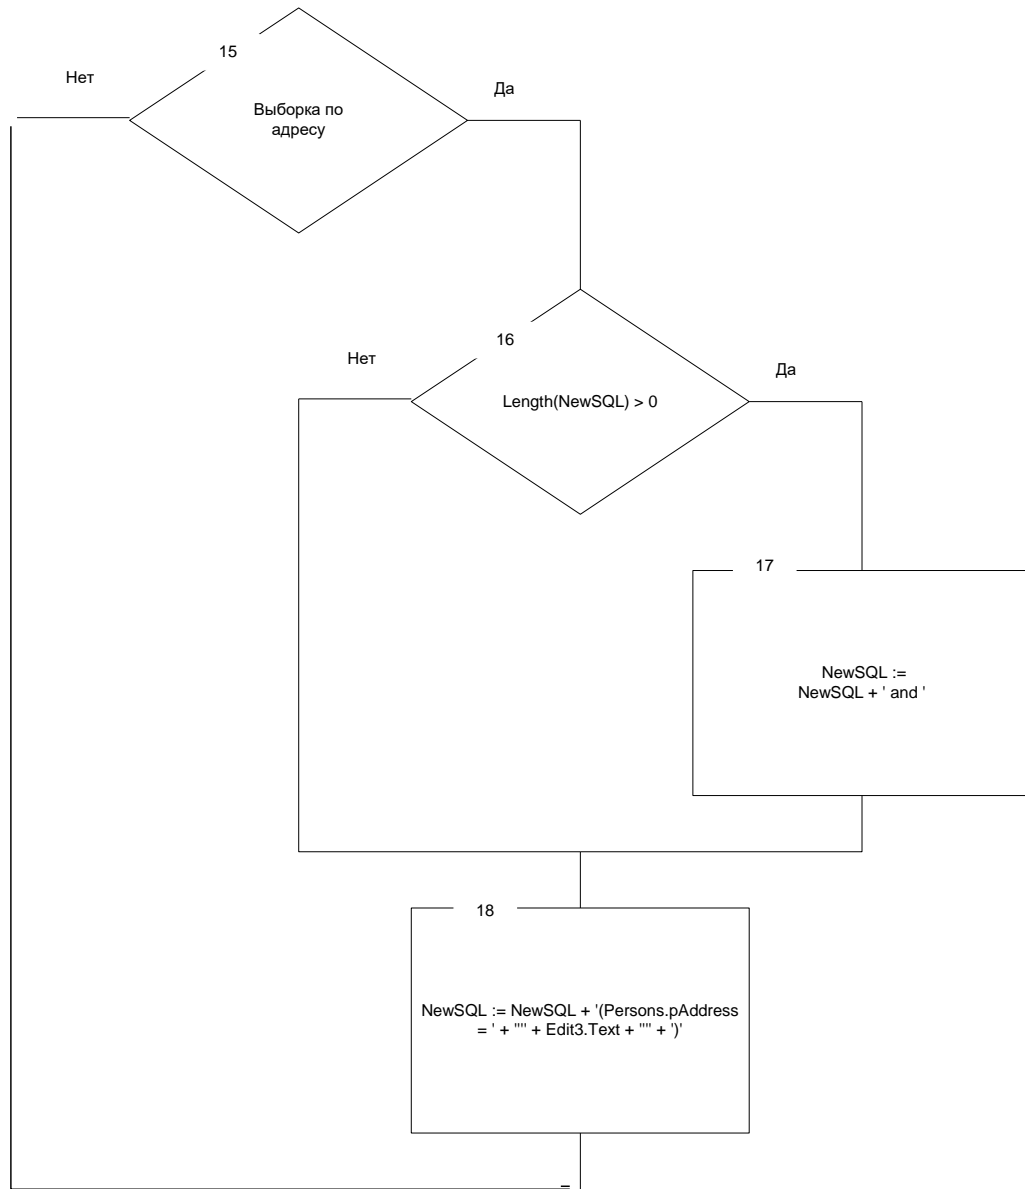 15
Нет
Да
Выборка по
адресу
16
Нет
Да
Length(NewSQL) > 0
17
NewSQL :=
NewSQL + ' and '
18
NewSQL := NewSQL + '(Persons.pAddress
= ' + '''' + Edit3.Text + '''' + ')'